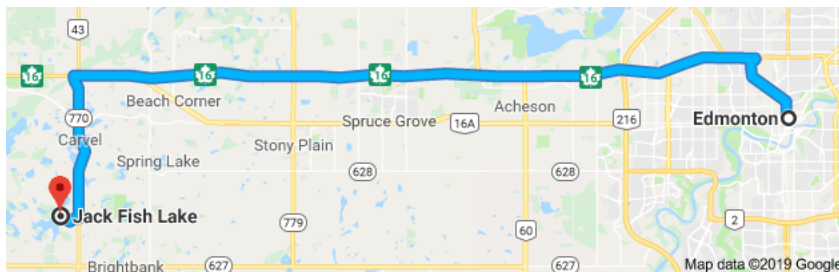 43
16
16
16
16
Beach Corner
Acheson
770
Spruce Grove
16A
216
Edmonton
Carvel
Stony Plain
Spring Lake
628
628
Jack Fish Lake
779
60
2
Brightbank
627
627
Map data ©2019 Google